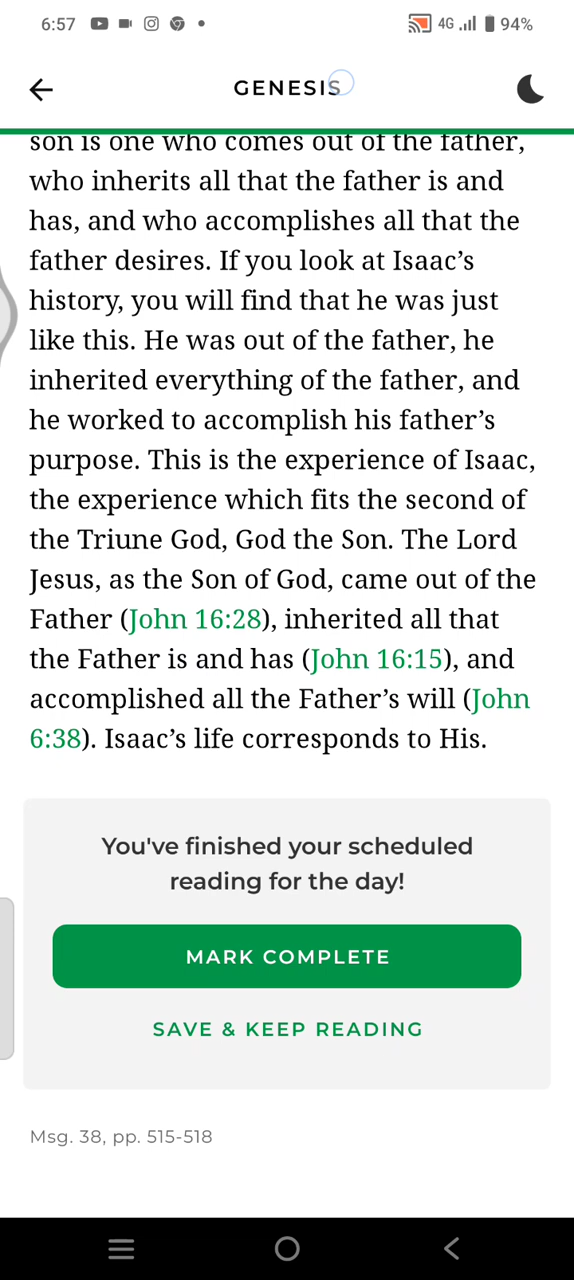 6:57
4G
94%
GENESIS
son is one who comes out of the father,
who inherits all that the father is and
has, and who accomplishes all that the
father desires. If you look at Isaac’s
history, you will find that he was just
like this. He was out of the father, he
inherited everything of the father, and
he worked to accomplish his father’s
purpose. This is the experience of Isaac,
the experience which fits the second of
the Triune God, God the Son. The Lord
Jesus, as the Son of God, came out of the
Father (John 16:28), inherited all that
the Father is and has (John 16:15), and
accomplished all the Father’s will (John
6:38). Isaac’s life corresponds to His.
You've finished your scheduled
reading for the day!
MARK COMPLETE
SAVE & KEEP READING
Msg. 38, pp. 515-518